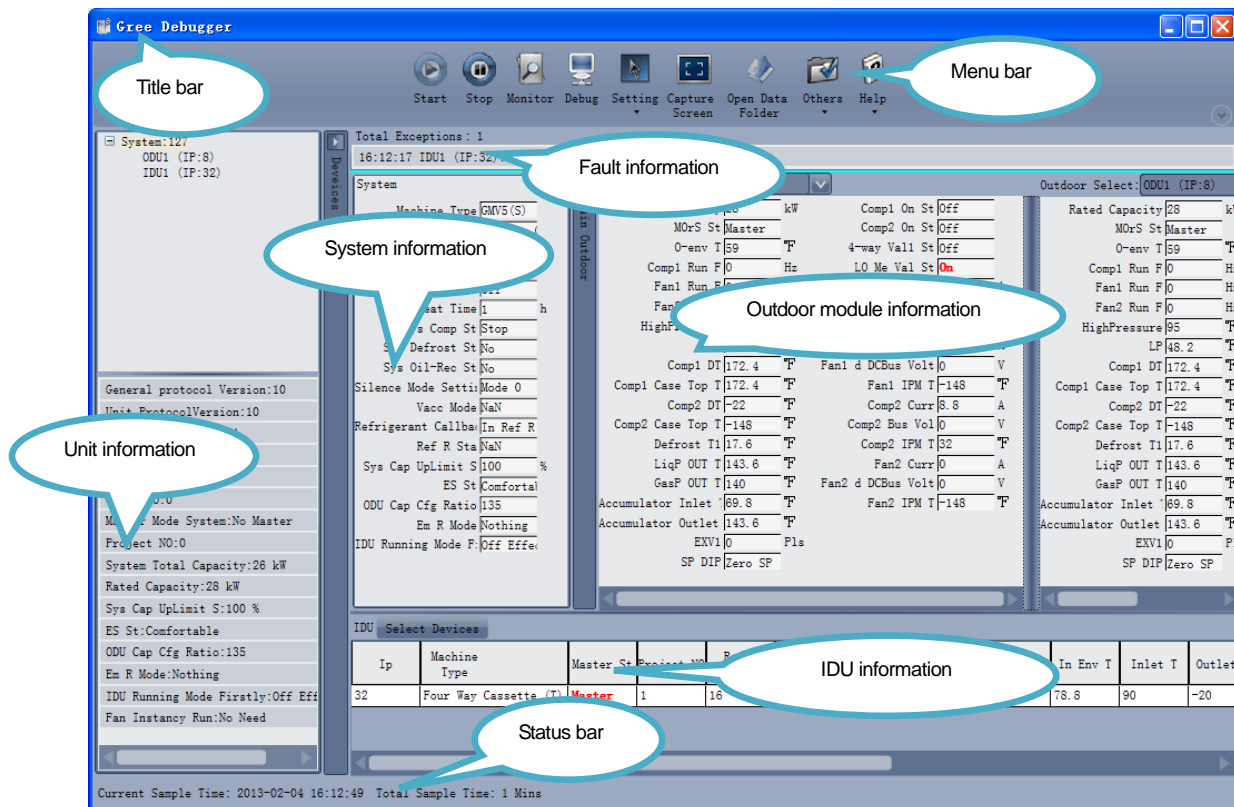 Gree Debugger
Title bar
Menu bar
Start Stop Monitor Debug Setting Capture Screen Open Data Folder Others Help
System:127
ODU1 (IP:8)
IDU1 (IP:32)
Deveices
Total Exceptions: 1
16:12:17 IDU1 (IP:32)
Fault information
System
Machine Type GMV5(S)
System information
eat Time 1 h
s Comp St Stop
Defrost St No
Sys Oil-Rec St No
Silence Mode Settin Mode 0
Vacc Mode NaN
Refrigerant Callbac In Ref R
Ref R Sta NaN
Sys Cap UpLimit S 100 %
ES St Comfortal
ODU Cap Cfg Ratio 135
Em R Mode Nothing
IDU Running Mode F: Off Effe
in Outdoor
kW
MOrS St Master
O-env T 59 ℉
Comp1 Run F 0 Hz
Fan1 Run F
Fan2
HighPr
Comp1 DT 172.4 ℉
Comp1 Case Top T 172.4 ℉
Comp2 DT -22 ℉
Comp2 Case Top T -148 ℉
Defrost T1 17.6 ℉
LiqP OUT T 143.6 ℉
GasP OUT T 140 ℉
Accumulator Inlet 69.8 ℉
Accumulator Outlet 143.6 ℉
EXV1 0 Pls
SP DIP Zero SP
Comp1 On St Off
Comp2 On St Off
4-way Val1 St Off
LO Me Val St On
Outdoor module information
Fan1 d DCBus Volt 0 V
Fan1 IPM T -148 ℉
Comp2 Curr 8.8 A
Comp2 Bus Vol 0 V
Comp2 IPM T 32 ℉
Fan2 Curr 0 A
Fan2 d DCBus Volt 0 V
Fan2 IPM T -148 ℉
Outdoor Select: ODU1 (IP:8)
Rated Capacity 28 kW
MOrS St Master
O-env T 59 ℉
Comp1 Run F 0 Hz
Fan1 Run F 0 Hz
Fan2 Run F 0 Hz
HighPressure 95 ℉
LP 48.2 ℉
Comp1 DT 172.4 ℉
Comp1 Case Top T 172.4 ℉
Comp2 DT -22 ℉
Comp2 Case Top T -148 ℉
Defrost T1 17.6 ℉
LiqP OUT T 143.6 ℉
GasP OUT T 140 ℉
Accumulator Inlet 69.8 ℉
Accumulator Outlet 143.6 ℉
EXV1 0 Pl
SP DIP Zero SP
General protocol Version:10
Unit ProtocolVersion:10
Unit information
Master Mode System:No Master
Project NO:0
System Total Capacity:26 kW
Rated Capacity:28 kW
Sys Cap UpLimit S:100 %
ES St:Comfortable
ODU Cap Cfg Ratio:135
Em R Mode:Nothing
IDU Running Mode Firstly:Off Eff
Fan Instancy Run:No Need
IDU Select Devices
Ip Machine Type Master St Project NO In Env T Inlet T Outlet
32 Four Way Cassette (T) Master 1 16 78.8 90 -20
IDU information
Status bar
Current Sample Time: 2013-02-04 16:12:49 Total Sample Time: 1 Mins